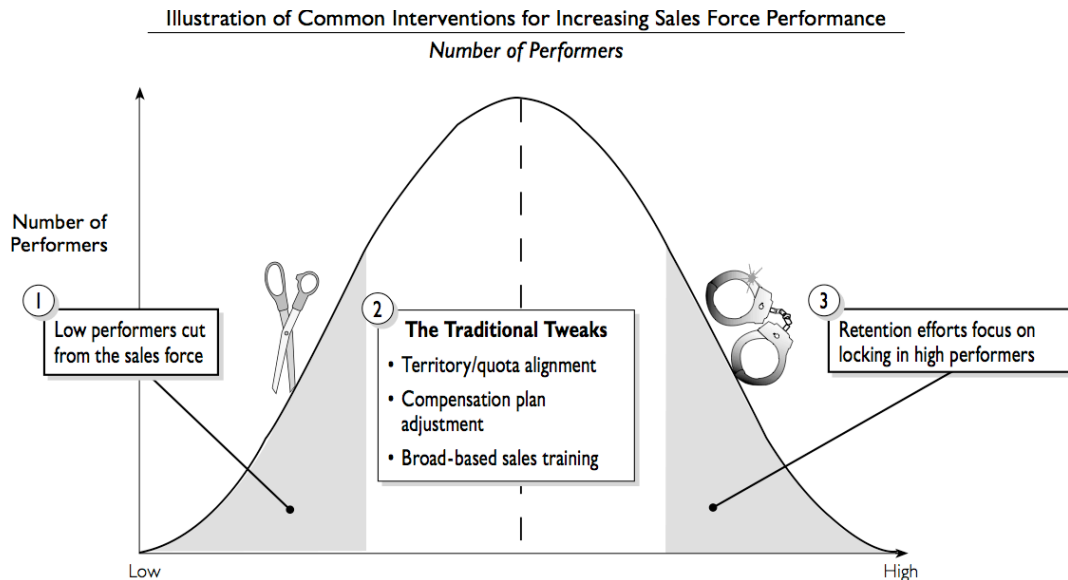 Illustration of Common Interventions for Increasing Sales Force Performance
Number of Performers
Number of
Performers
1
Low performers cut
from the sales force
2
The Traditional Tweaks
• Territory/quota alignment
• Compensation plan
adjustment
• Broad-based sales training
3
Retention efforts focus on
locking in high performers
Low
High